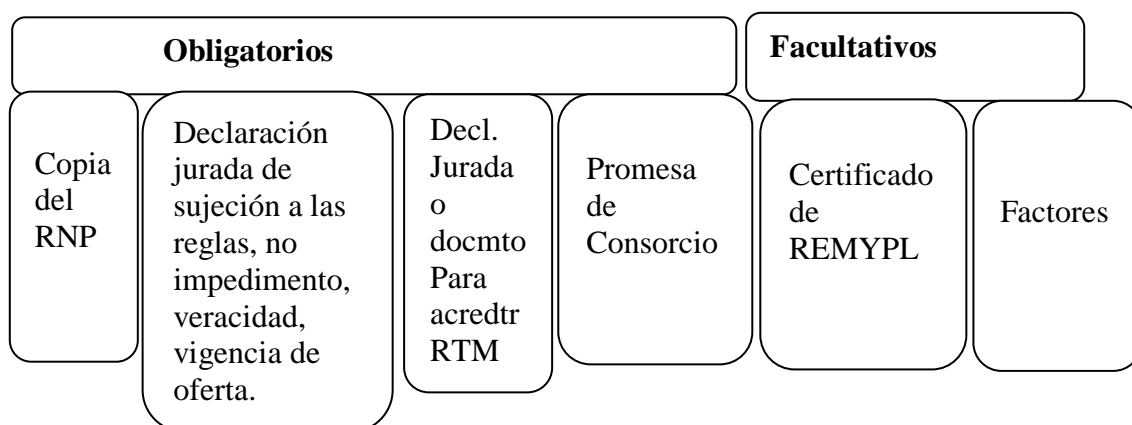 Obligatorios
Facultativos
Copia
del
RNP
Declaración
jurada de
sujeción a las
reglas, no
impedimento,
veracidad,
vigencia de
oferta.
Decl.
Jurada
o
docmto
Para
acredtr
RTM
Promesa
de
Consorcio
Certificado
de
REMYPL
Factores